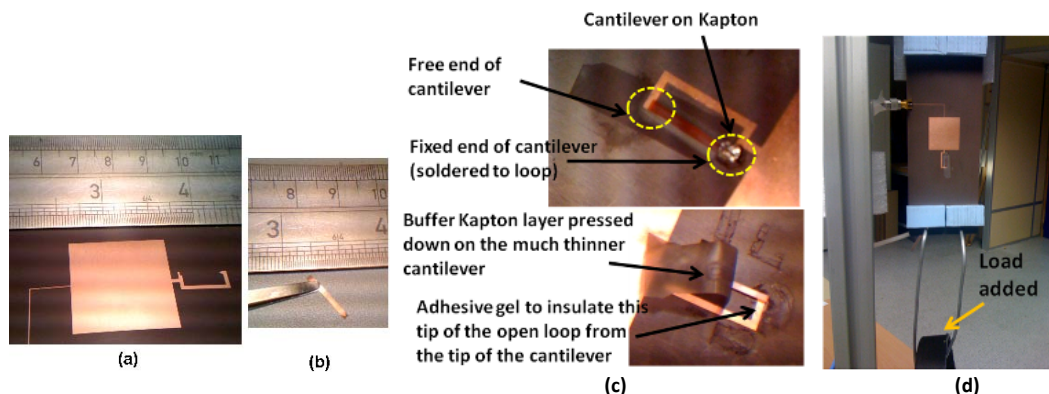 Cantilever on Kapton
Free end of
cantilever
Fixed end of cantilever
(soldered to loop)
Buffer Kapton layer pressed
down on the much thinner
cantilever
Adhesive gel to insulate this
tip of the open loop from
the tip of the cantilever
Load
added
6 7 8 9 10 11
3 4
8 9 10
3 4
(a)
(b)
(c)
(d)